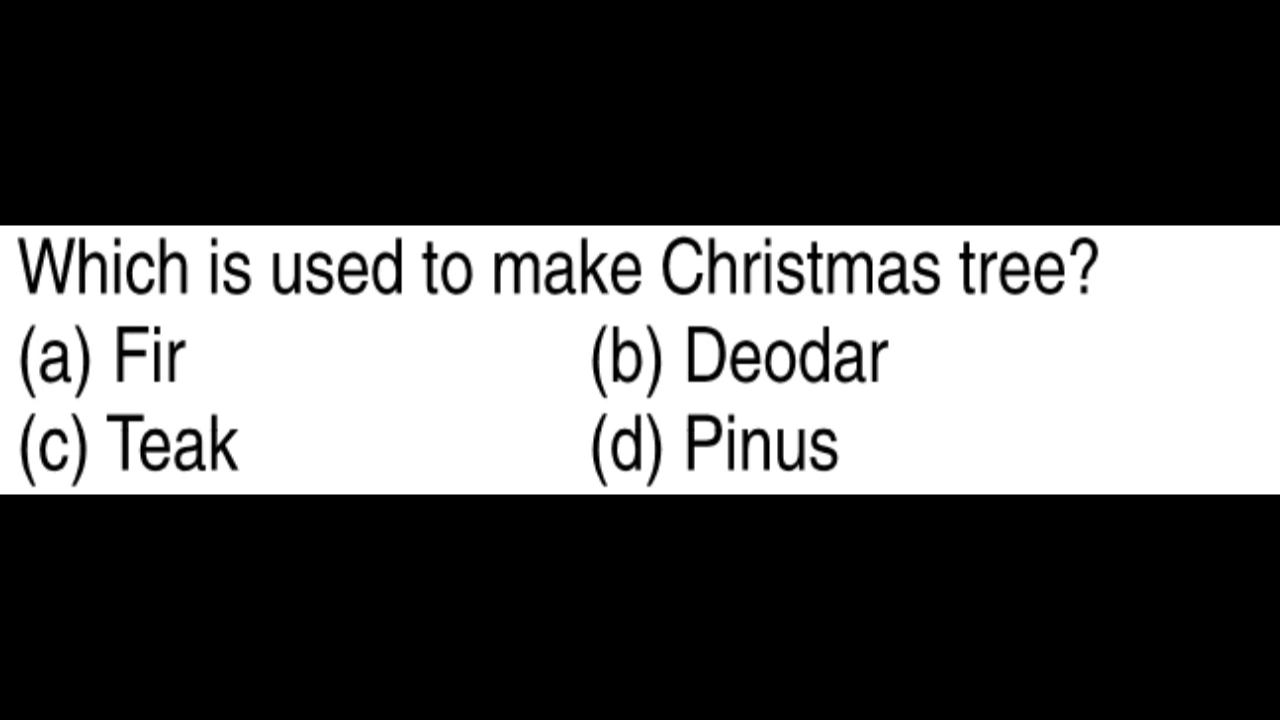 Which is used to make Christmas tree?
(a) Fir (b) Deodar
(c) Teak (d) Pinus